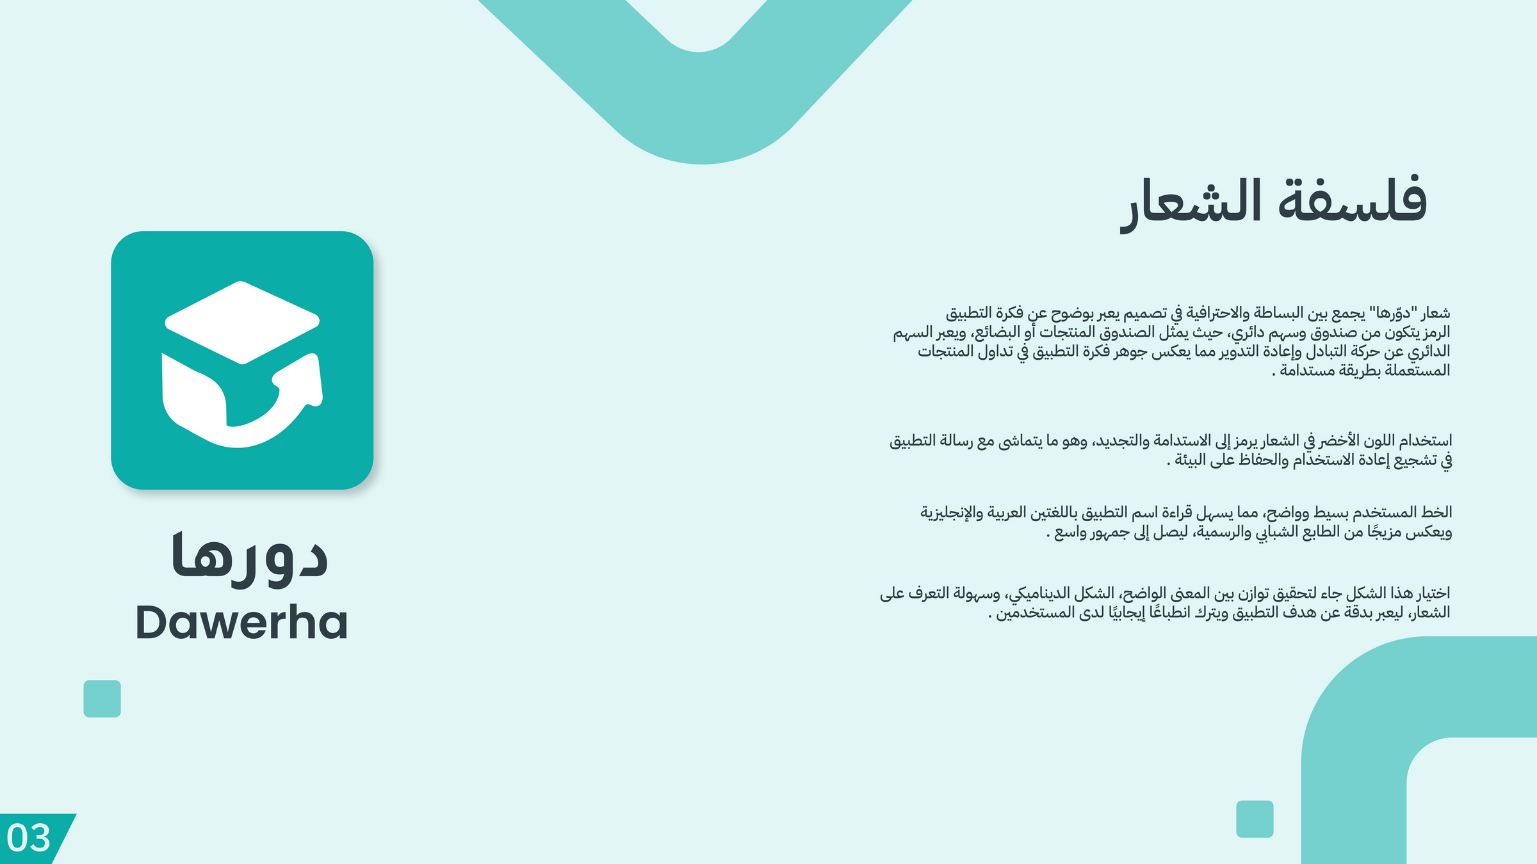 فلسفة الشعار
شعار "دوّرها" يجمع بين البساطة والاحترافية في تصميم يعبر بوضوح عن فكرة التطبيق
الرمز يتكون من صندوق وسهم دائري، حيث يمثل الصندوق المنتجات أو البضائع، ويعبر السهم
الدائري عن حركة التبادل وإعادة التدوير مما يعكس جوهر فكرة التطبيق في تداول المنتجات
المستعملة بطريقة مستدامة .
استخدام اللون الأخضر في الشعار يرمز إلى الاستدامة والتجديد، وهو ما يتماشى مع رسالة التطبيق
في تشجيع إعادة الاستخدام والحفاظ على البيئة .
الخط المستخدم بسيط وواضح، مما يسهل قراءة اسم التطبيق باللغتين العربية والإنجليزية
ويعكس مزيجًا من الطابع الشبابي والرسمية، ليصل إلى جمهور واسع .
اختيار هذا الشكل جاء لتحقيق توازن بين المعنى الواضح، الشكل الديناميكي، وسهولة التعرف على
الشعار، ليعبر بدقة عن هدف التطبيق ويترك انطباعًا إيجابيًا لدى المستخدمين .
دورها
Dawerha
03